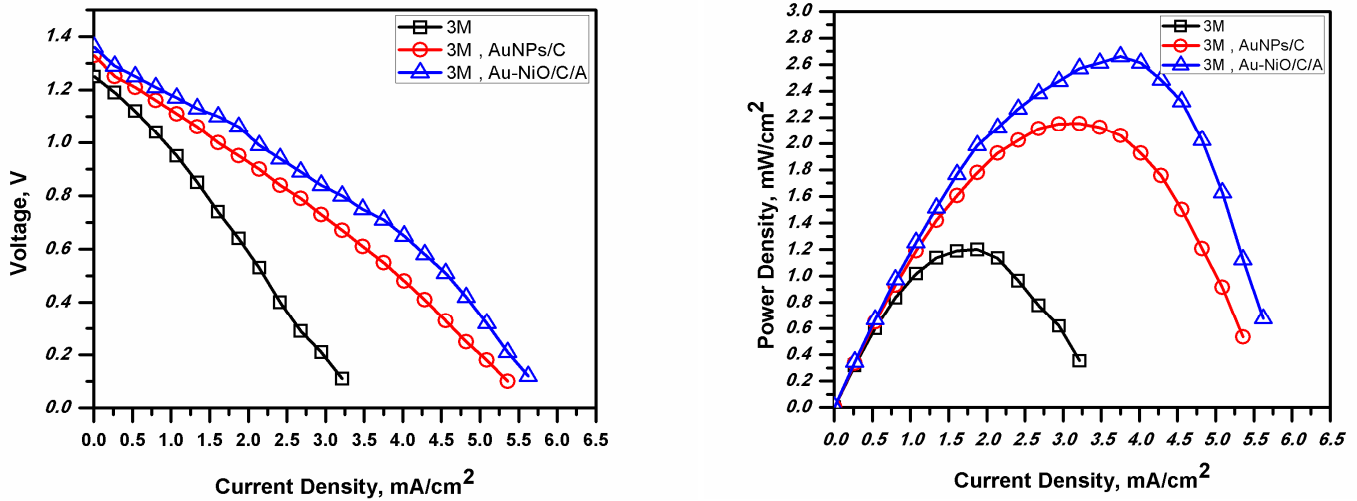 1.4
1.2
1.0
0.8
0.6
0.4
0.2
0.0
Voltage, V
3M
3M , AuNPs/C
3M , Au-NiO/C/A
0.0 0.5 1.0 1.5 2.0 2.5 3.0 3.5 4.0 4.5 5.0 5.5 6.0 6.5
Current Density, mA/cm2
3.0
2.8
2.6
2.4
2.2
2.0
1.8
1.6
1.4
1.2
1.0
0.8
0.6
0.4
0.2
0.0
Power Density, mW/cm2
3M
3M , AuNPs/C
3M , Au-NiO/C/A
0.0 0.5 1.0 1.5 2.0 2.5 3.0 3.5 4.0 4.5 5.0 5.5 6.0 6.5
Current Density, mA/cm2